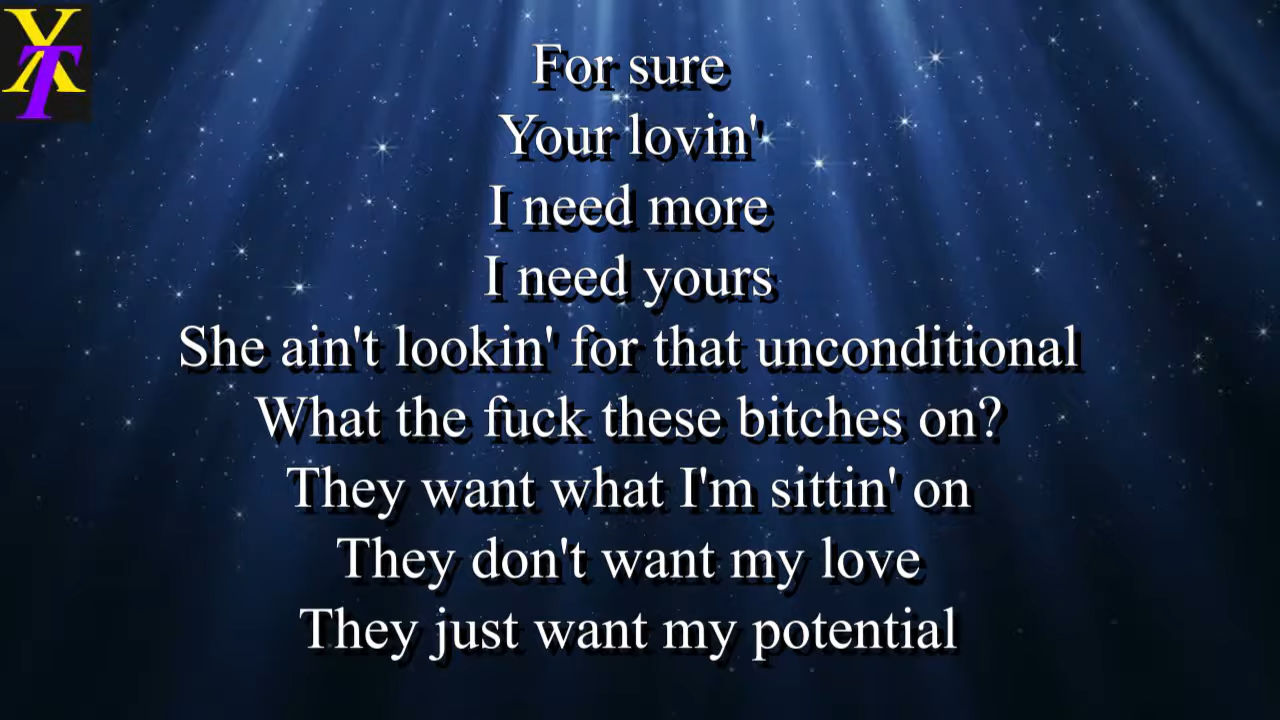 XT
For sure
Your lovin'
I need more
I need yours
She ain't lookin' for that unconditional
What the fuck these bitches on?
They want what I'm sittin' on
They don't want my love
They just want my potential